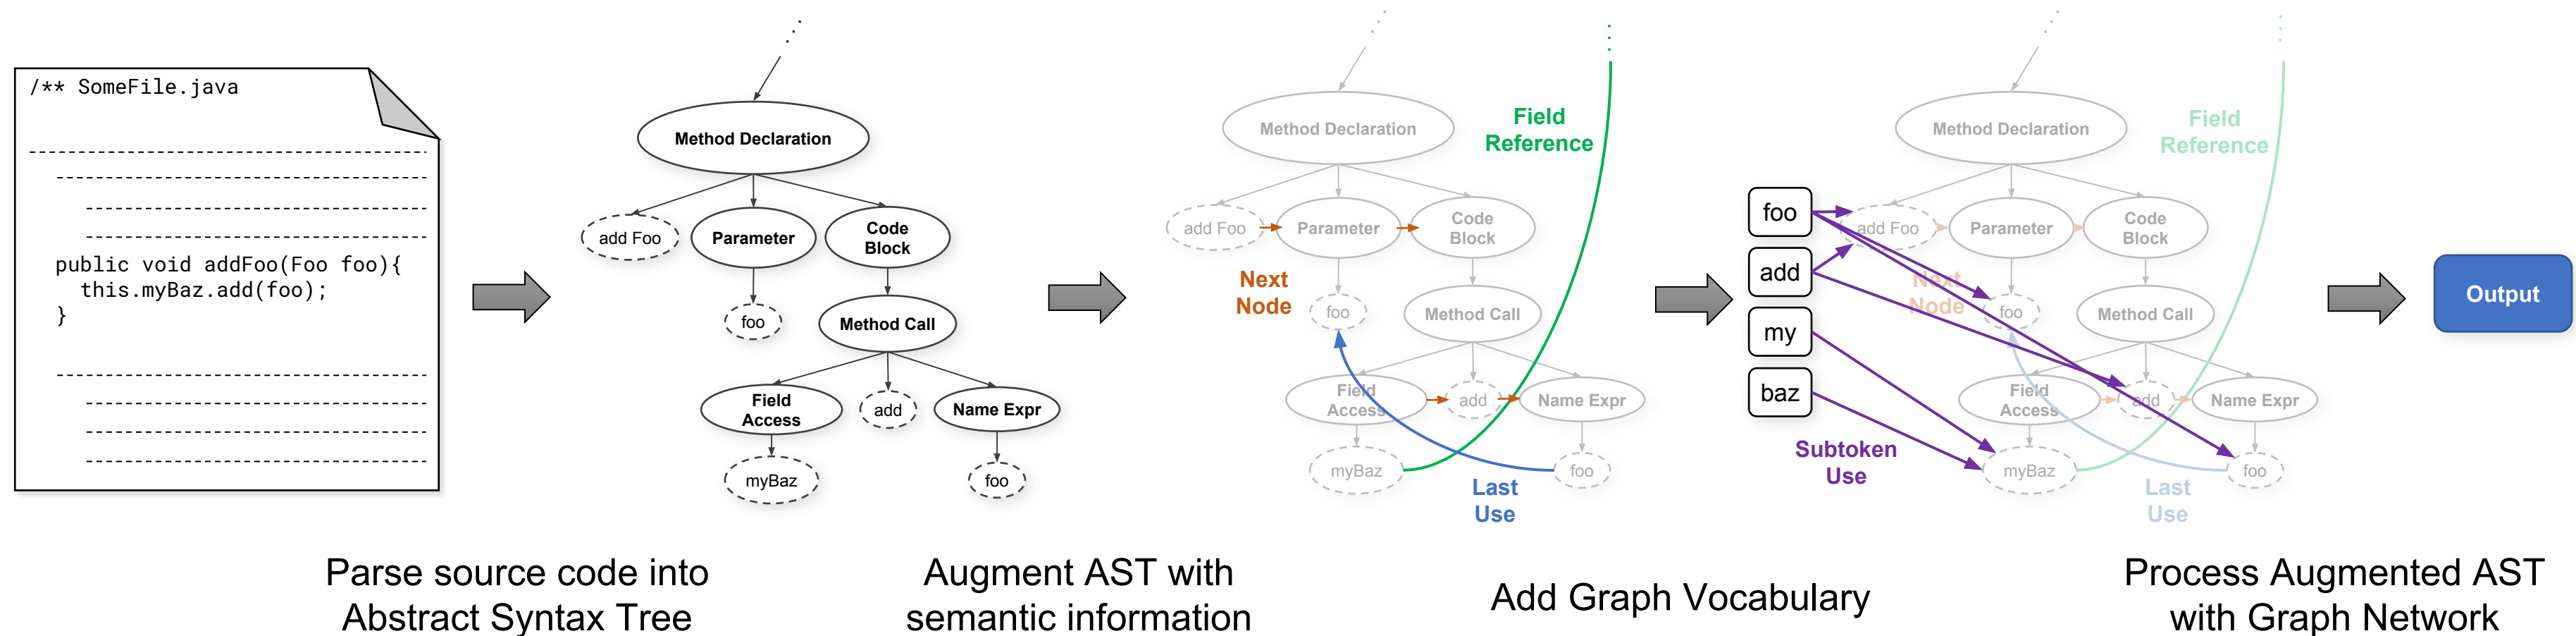 /** SomeFile.java
public void addFoo(Foo foo){
this.myBaz.add(foo);
}
Method Declaration
add Foo
Parameter
Code
Block
foo
Method Call
Field
Access
add
Name Expr
myBaz
foo
Field
Reference
Method Declaration
add Foo
Parameter
Code
Block
Next
Node
foo
Method Call
Field
Access
add
Name Expr
myBaz
foo
Last
Use
foo
add
my
baz
Subtoken
Use
Field
Reference
Method Declaration
add Foo
Parameter
Code
Block
Next
Node
foo
Method Call
Field
Access
add
Name Expr
myBaz
foo
Last
Use
Output
Parse source code into
Abstract Syntax Tree
Augment AST with
semantic information
Add Graph Vocabulary
Process Augmented AST
with Graph Network